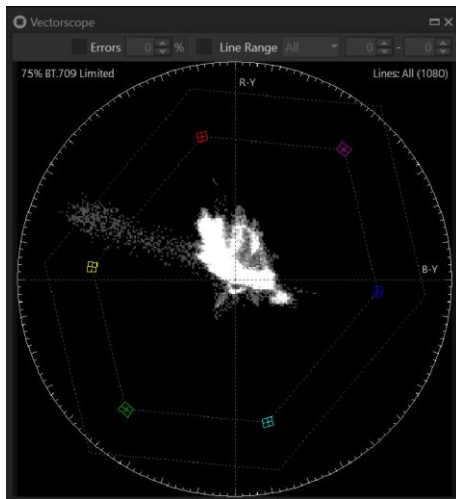 Vectorscope
Errors 0 % Line Range All 0 - 0
75% BT.709 Limited Lines: All (1080)
R-Y
B-Y